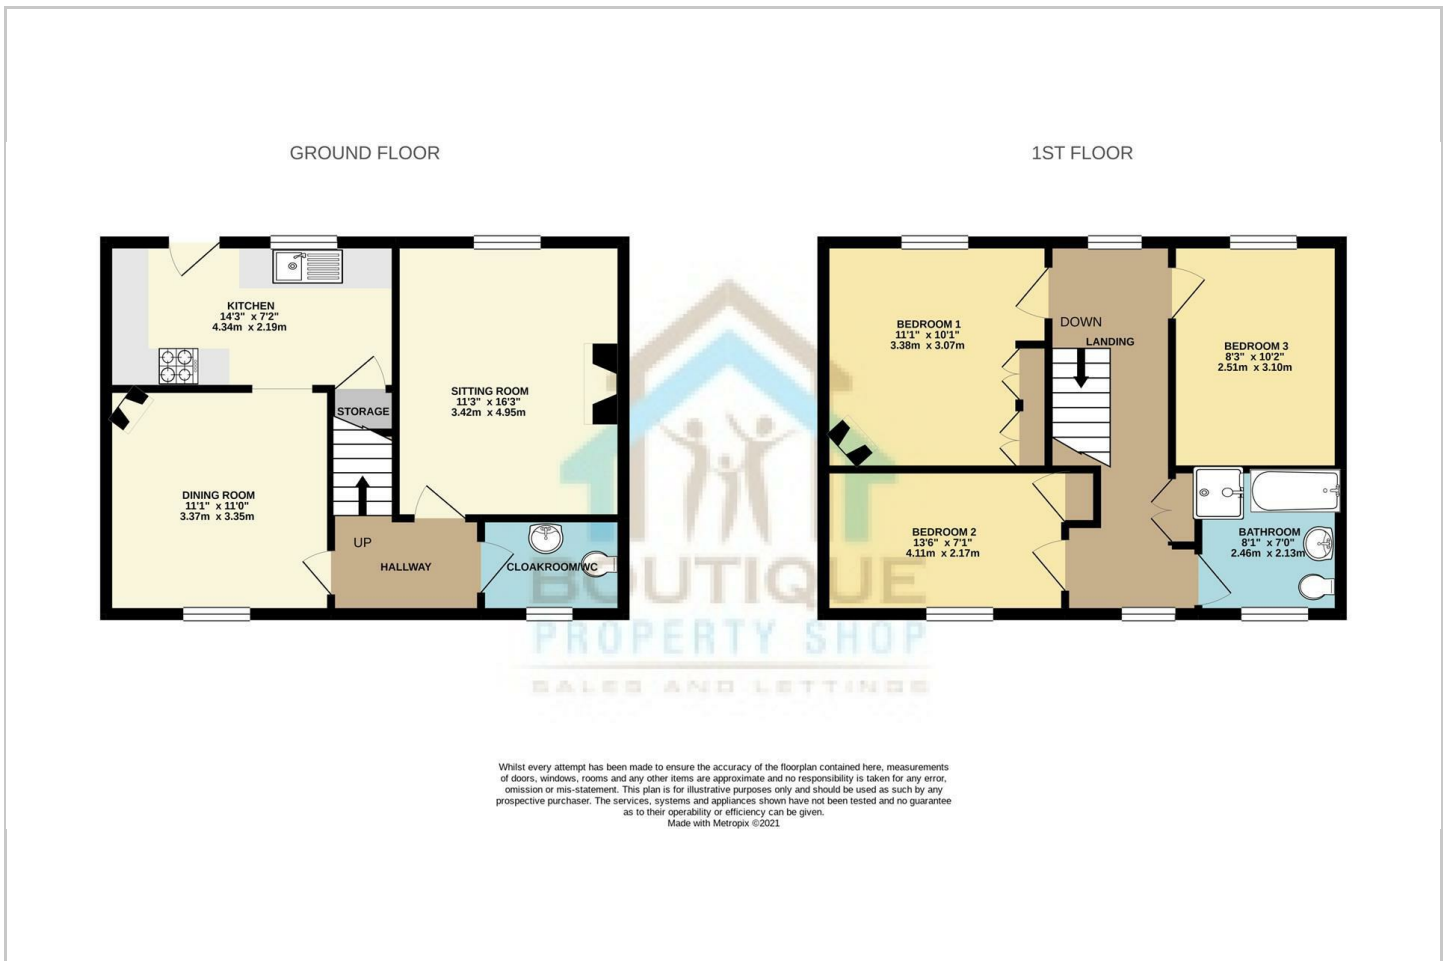 GROUND FLOOR
1ST FLOOR
KITCHEN
14'3" x 7'2"
4.34m x 2.19m
STORAGE
SITTING ROOM
11'3" x 16'3"
3.42m x 4.95m
DINING ROOM
11'1" x 11'0"
3.37m x 3.35m
UP
HALLWAY
CLOAKROOM/WC
BEDROOM 1
11'1" x 10'1"
3.38m x 3.07m
DOWN
LANDING
BEDROOM 3
8'3" x 10'2"
2.51m x 3.10m
BEDROOM 2
13'6" x 7'1"
4.11m x 2.17m
BATHROOM
8'1" x 7'0"
2.46m x 2.13m
BOUTIQUE
PROPERTY SHOP
SALES AND LETTINGS
Whilst every attempt has been made to ensure the accuracy of the floorplan contained here, measurements
of doors, windows, rooms and any other items are approximate and no responsibility is taken for any error,
omission or mis-statement. This plan is for illustrative purposes only and should be used as such by any
prospective purchaser. The services, systems and appliances shown have not been tested and no guarantee
as to their operability or efficiency can be given.
Made with Metropix ©2021